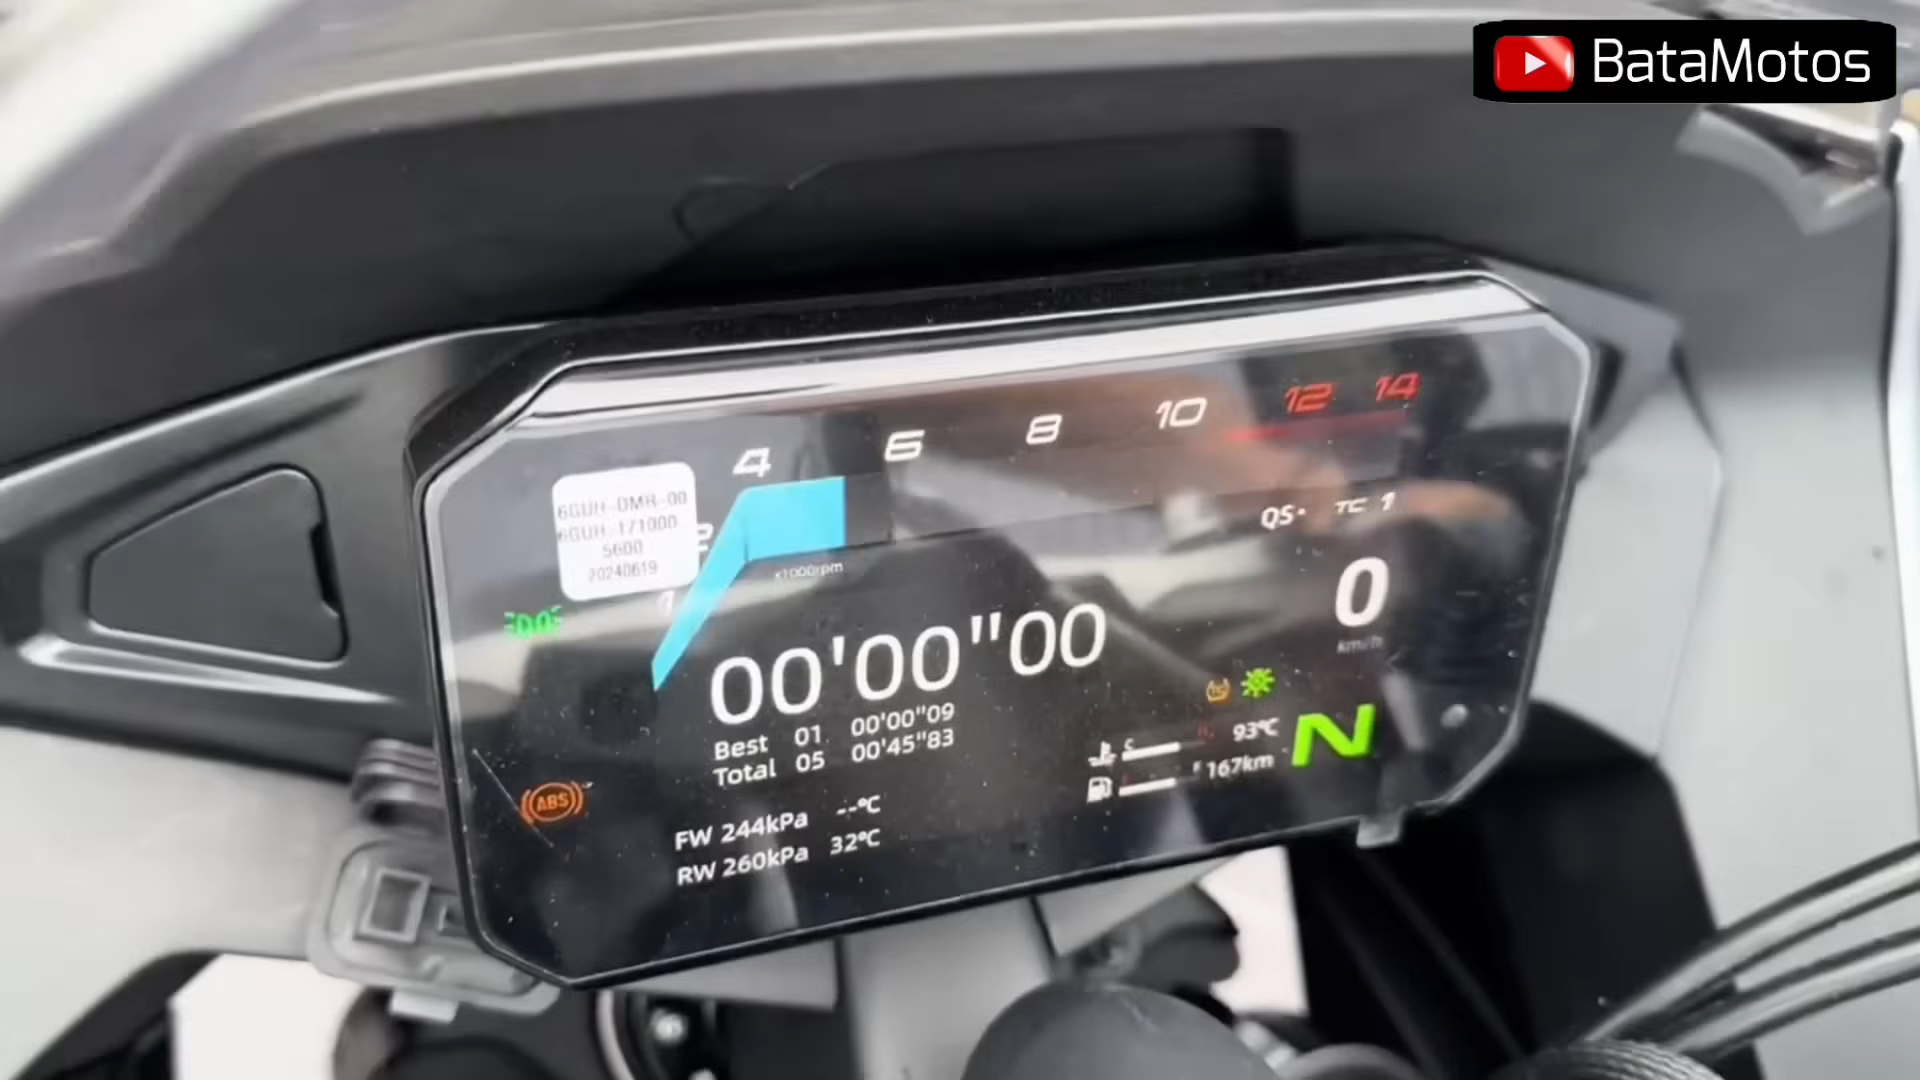 BataMotos
4 6 8 10 12 14
6GUH-DMR-00
6GUH-171000
5600
20240619
2
1
x1000rpm
QS• TC 1
0
km/h
00'00"00
Best 01 00'00"09
Total 05 00'45"83
C 93°C
F 167km
N
ABS
FW 244kPa --°C
RW 260kPa 32°C